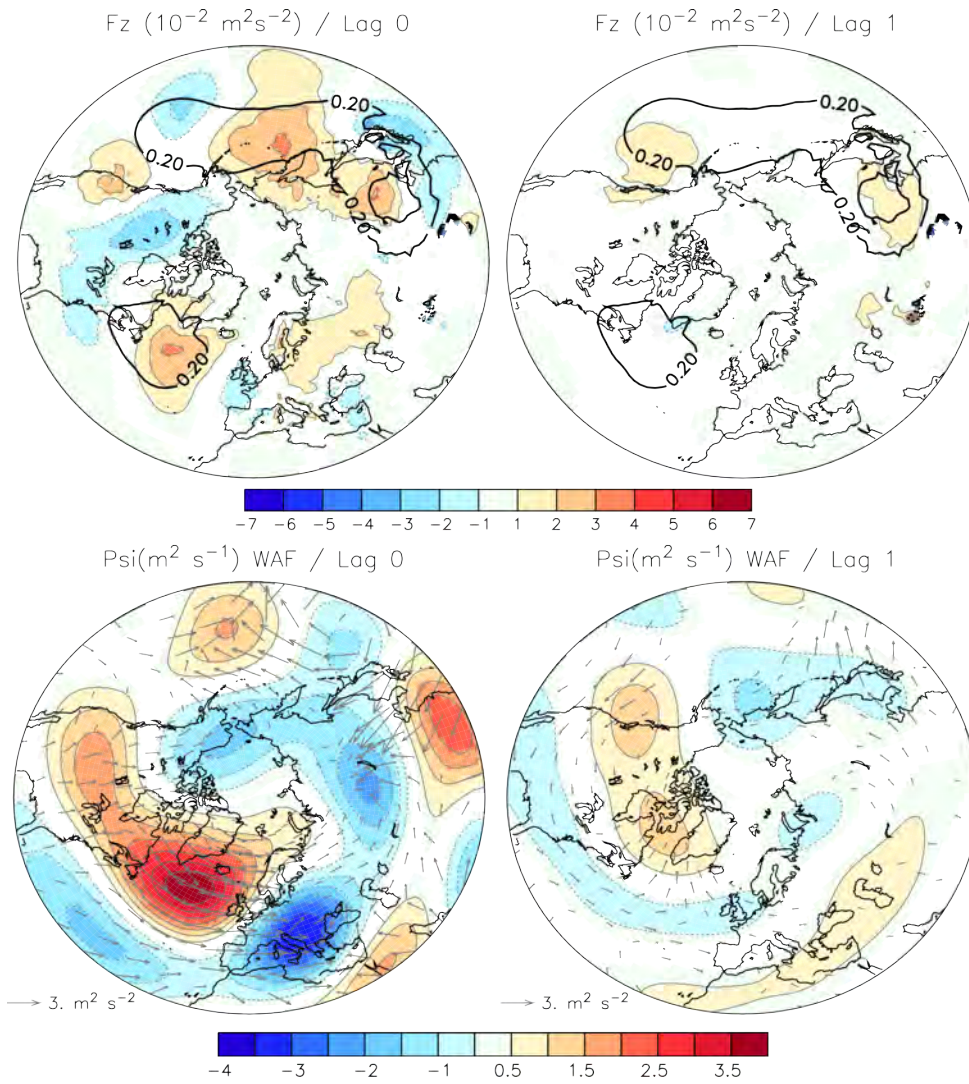 Fz (10⁻² m²s⁻²) / Lag 0
Fz (10⁻² m²s⁻²) / Lag 1
0.20
0.20
0.20
0.20
0.20
0.20
0.20
0.20
−7 −6 −5 −4 −3 −2 −1 1 2 3 4 5 6 7
Psi(m² s⁻¹) WAF / Lag 0
Psi(m² s⁻¹) WAF / Lag 1
3. m² s⁻²
3. m² s⁻²
−4 −3 −2 −1 0.5 1.5 2.5 3.5